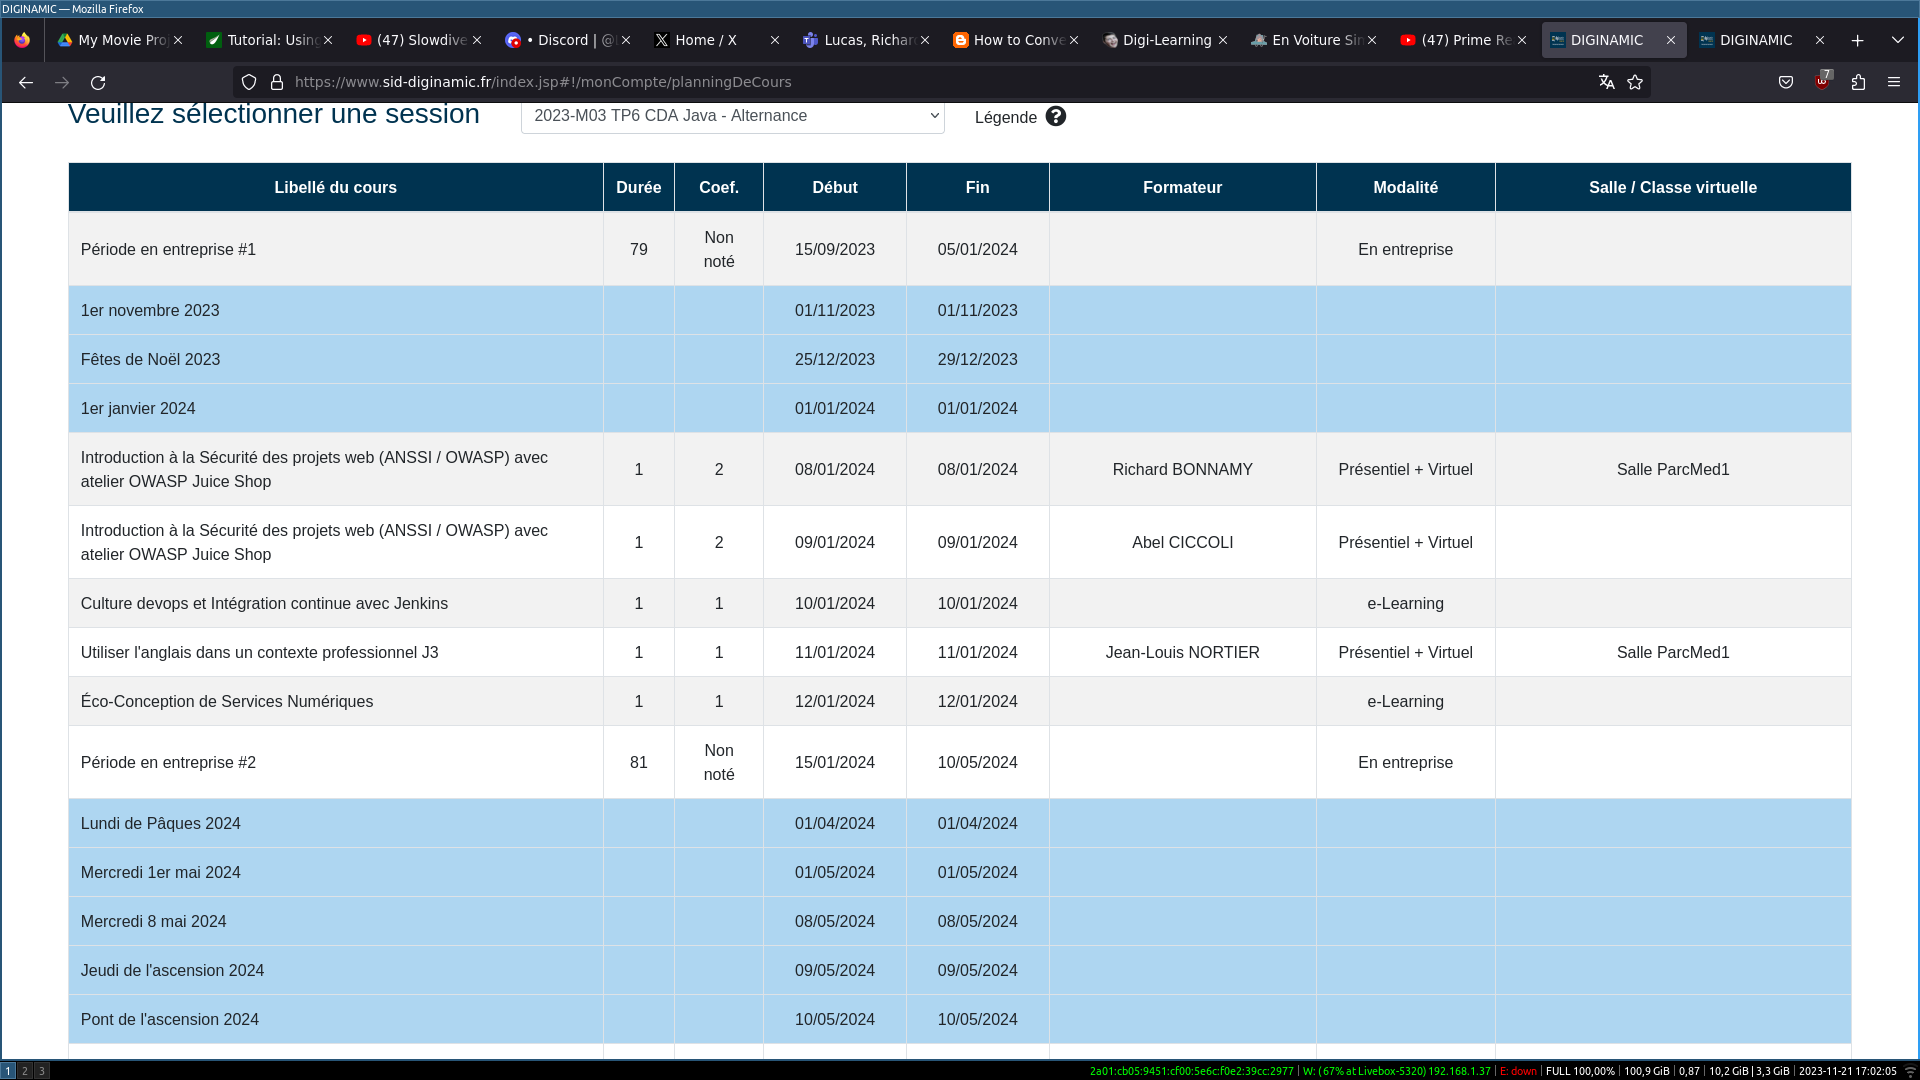 DIGINAMIC — Mozilla Firefox
My Movie Pro
Tutorial: Using
(47) Slowdive
• Discord | @
Home / X
Lucas, Richar
How to Conve
Digi-Learning
En Voiture Sim
(47) Prime Re
DIGINAMIC
DIGINAMIC
https://www.sid-diginamic.fr/index.jsp#!/monCompte/planningDeCours
7
Veuillez sélectionner une session
2023-M03 TP6 CDA Java - Alternance
Légende ?
Libellé du cours Durée Coef. Début Fin Formateur Modalité Salle / Classe virtuelle
Période en entreprise #1 79 Non noté 15/09/2023 05/01/2024 En entreprise
1er novembre 2023 01/11/2023 01/11/2023
Fêtes de Noël 2023 25/12/2023 29/12/2023
1er janvier 2024 01/01/2024 01/01/2024
Introduction à la Sécurité des projets web (ANSSI / OWASP) avec
atelier OWASP Juice Shop 1 2 08/01/2024 08/01/2024 Richard BONNAMY Présentiel + Virtuel Salle ParcMed1
Introduction à la Sécurité des projets web (ANSSI / OWASP) avec
atelier OWASP Juice Shop 1 2 09/01/2024 09/01/2024 Abel CICCOLI Présentiel + Virtuel
Culture devops et Intégration continue avec Jenkins 1 1 10/01/2024 10/01/2024 e-Learning
Utiliser l'anglais dans un contexte professionnel J3 1 1 11/01/2024 11/01/2024 Jean-Louis NORTIER Présentiel + Virtuel Salle ParcMed1
Éco-Conception de Services Numériques 1 1 12/01/2024 12/01/2024 e-Learning
Période en entreprise #2 81 Non noté 15/01/2024 10/05/2024 En entreprise
Lundi de Pâques 2024 01/04/2024 01/04/2024
Mercredi 1er mai 2024 01/05/2024 01/05/2024
Mercredi 8 mai 2024 08/05/2024 08/05/2024
Jeudi de l'ascension 2024 09/05/2024 09/05/2024
Pont de l'ascension 2024 10/05/2024 10/05/2024
1 2 3
2a01:cb05:9451:cf00:5e6c:f0e2:39cc:2977 | W: ( 67% at Livebox-5320) 192.168.1.37 | E: down | FULL 100,00% | 100,9 GiB | 0,87 | 10,2 GiB | 3,3 GiB | 2023-11-21 17:02:05